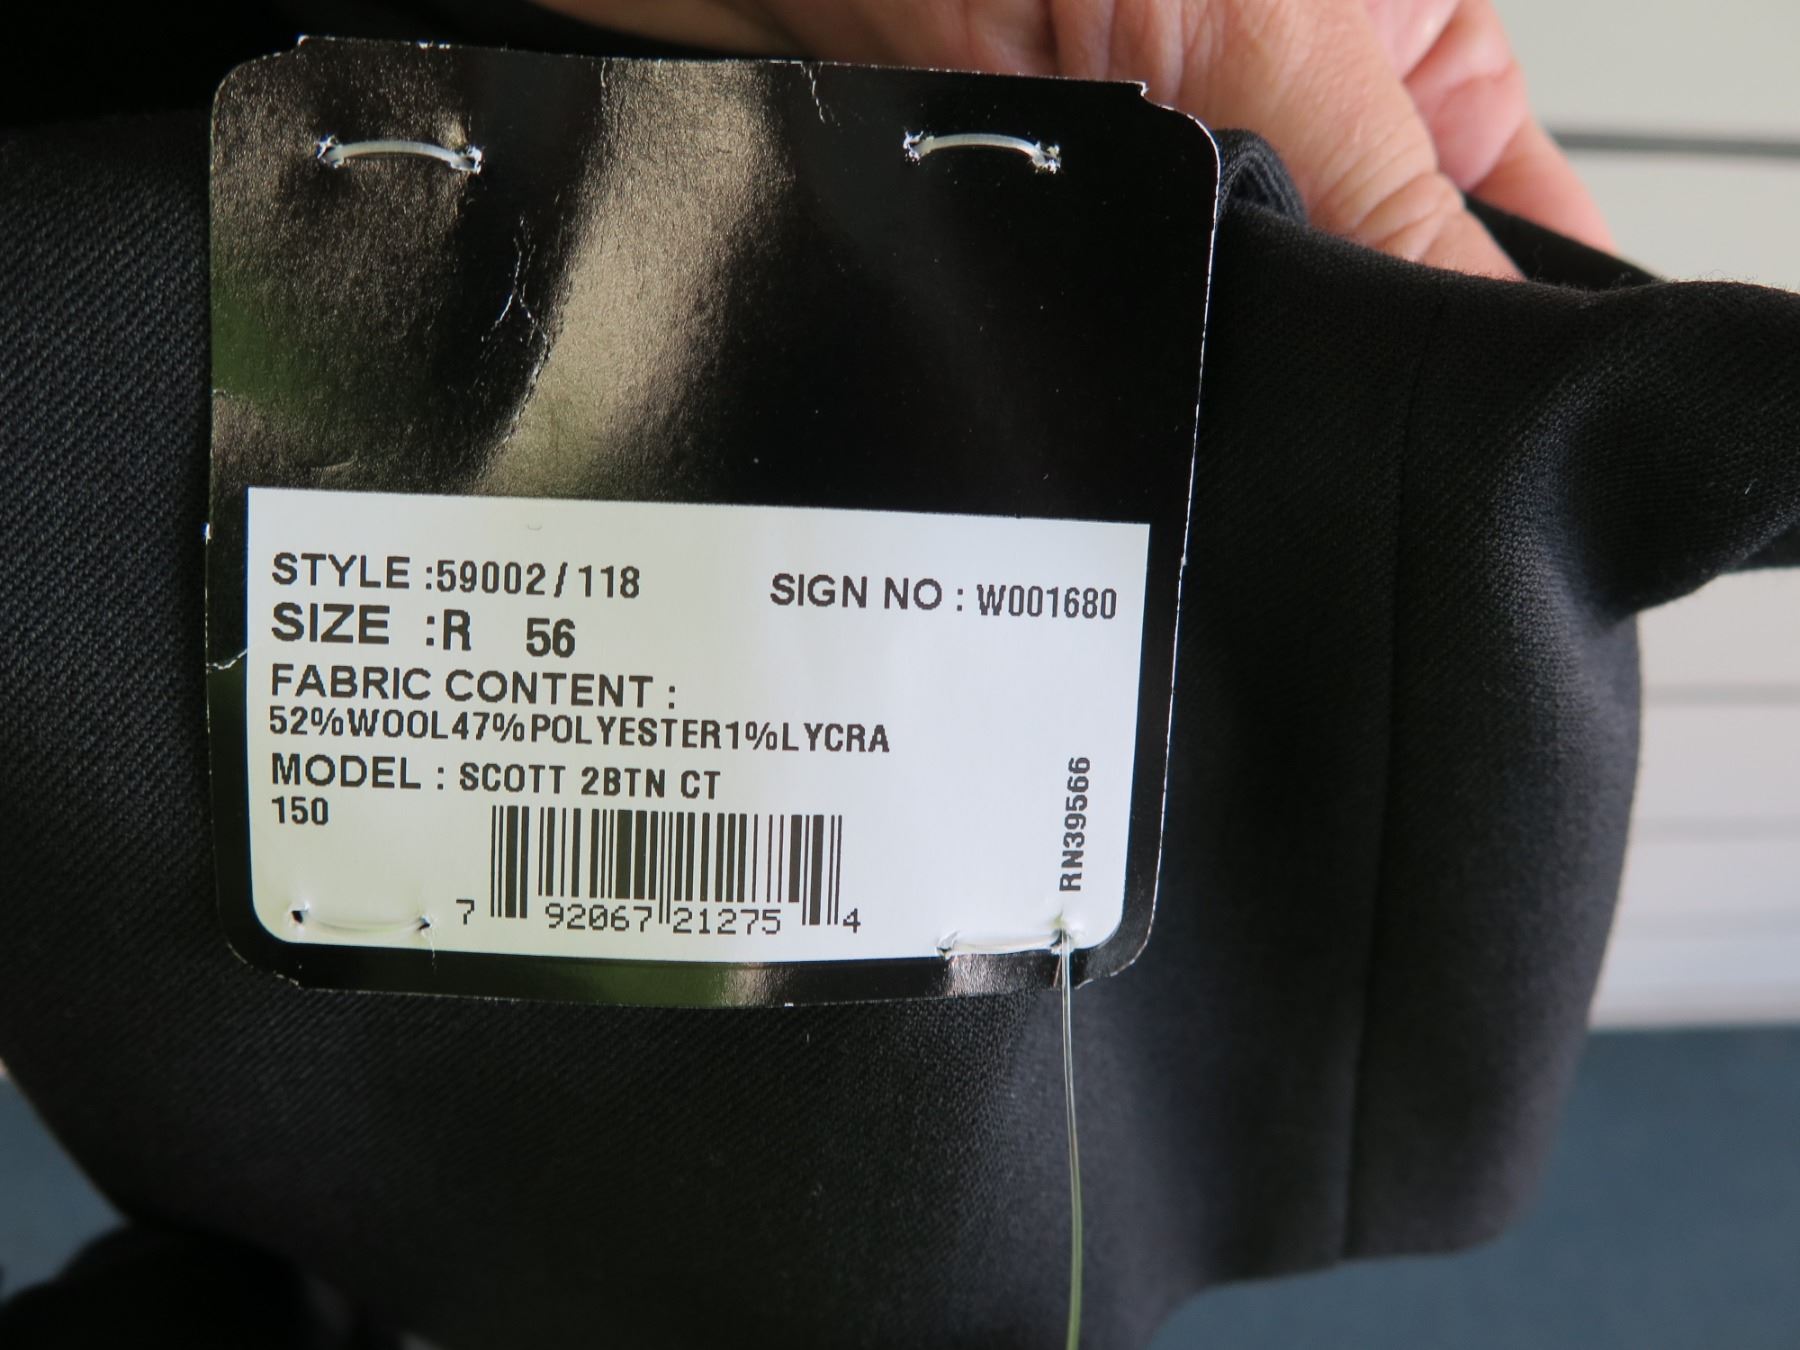 STYLE :59002/118
SIGN NO : W001680
SIZE :R 56
FABRIC CONTENT :
52%WOOL47%POLYESTER1%LYCRA
MODEL : SCOTT 2BTN CT
150
RN39566
7 92067 21275 4